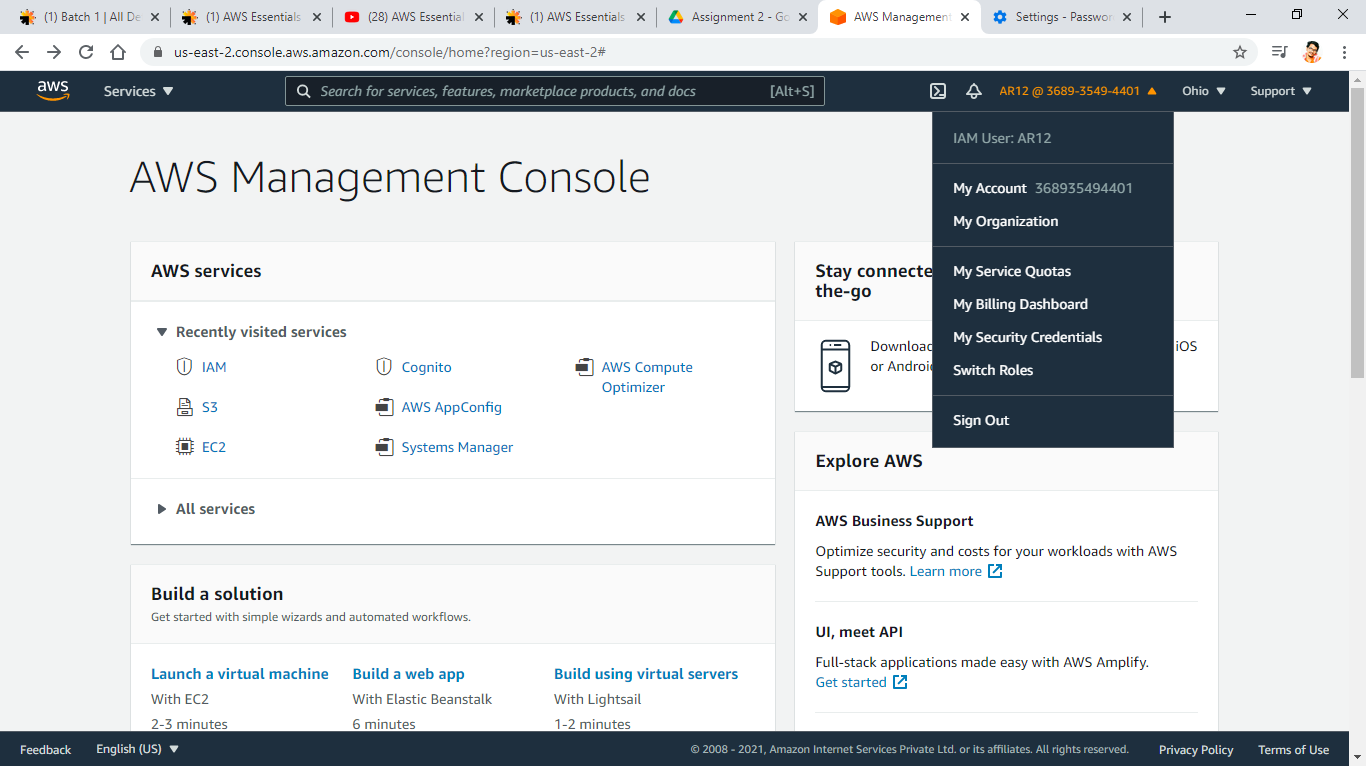 (1) Batch 1 | All De
(1) AWS Essentials
(28) AWS Essential
(1) AWS Essentials
Assignment 2 - Go
AWS Management
Settings - Passwor
us-east-2.console.aws.amazon.com/console/home?region=us-east-2#
aws
Services
Search for services, features, marketplace products, and docs
[Alt+S]
AR12 @ 3689-3549-4401
Ohio
Support
IAM User: AR12
My Account 368935494401
My Organization
My Service Quotas
My Billing Dashboard
My Security Credentials
Switch Roles
Sign Out
AWS Management Console
AWS services
Recently visited services
IAM
Cognito
AWS Compute
Optimizer
S3
AWS AppConfig
EC2
Systems Manager
All services
Build a solution
Get started with simple wizards and automated workflows.
Launch a virtual machine
With EC2
2-3 minutes
Build a web app
With Elastic Beanstalk
6 minutes
Build using virtual servers
With Lightsail
1-2 minutes
Stay connecte
the-go
Download iOS
or Androi
Explore AWS
AWS Business Support
Optimize security and costs for your workloads with AWS
Support tools. Learn more
UI, meet API
Full-stack applications made easy with AWS Amplify.
Get started
Feedback
English (US)
© 2008 - 2021, Amazon Internet Services Private Ltd. or its affiliates. All rights reserved.
Privacy Policy
Terms of Use